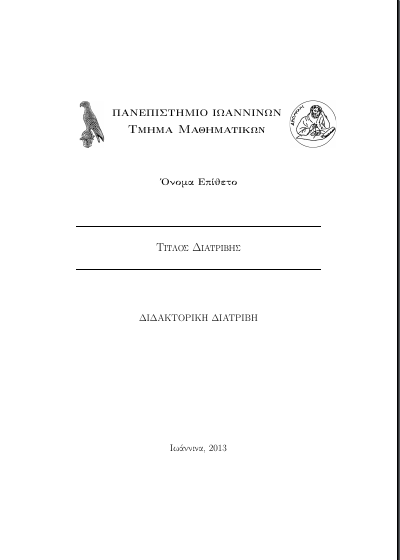 ΠΑΝΕΠΙΣΤΗΜΙΟ ΙΩΑΝΝΙΝΩΝ
ΤΜΗΜΑ ΜΑΘΗΜΑΤΙΚΩΝ
Όνομα Επίθετο
ΤΙΤΛΟΣ ΔΙΑΤΡΙΒΗΣ
ΔΙΔΑΚΤΟΡΙΚΗ ΔΙΑΤΡΙΒΗ
Ιωάννινα, 2013